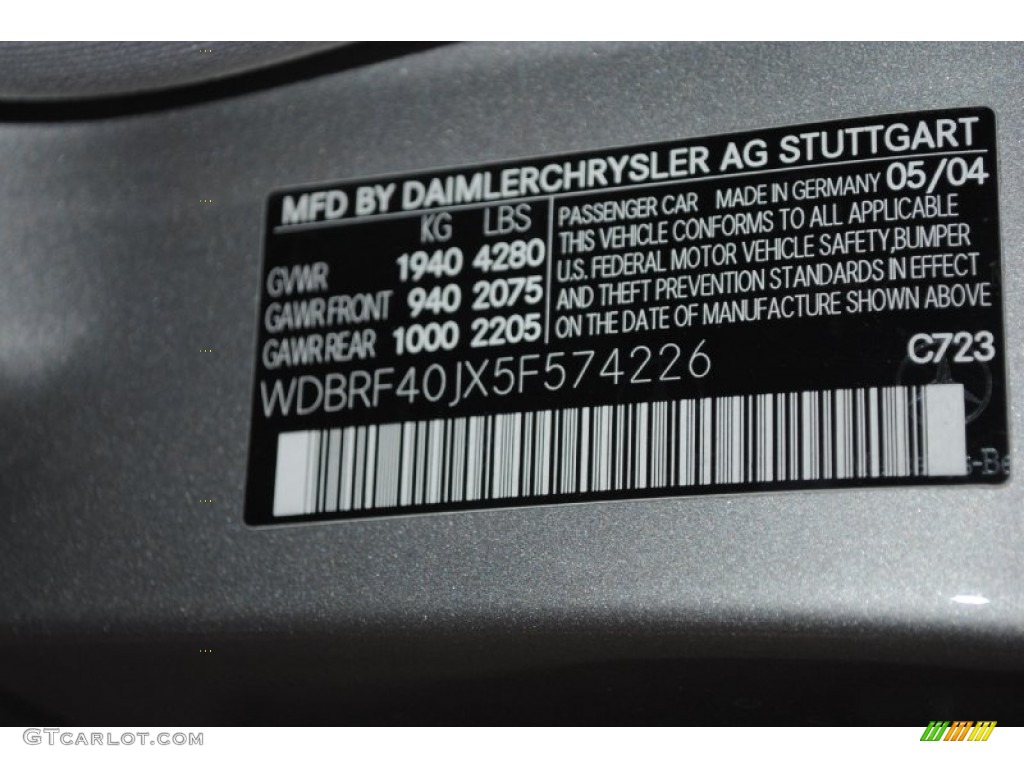 MFD BY DAIMLERCHRYSLER AG STUTTGART
KG LBS
GVWR 1940 4280
GAWR FRONT 940 2075
GAWR REAR 1000 2205
PASSENGER CAR MADE IN GERMANY 05/04
THIS VEHICLE CONFORMS TO ALL APPLICABLE
U.S. FEDERAL MOTOR VEHICLE SAFETY,BUMPER
AND THEFT PREVENTION STANDARDS IN EFFECT
ON THE DATE OF MANUFACTURE SHOWN ABOVE
C723
WDBRF40JX5F574226
GTcarlot.com